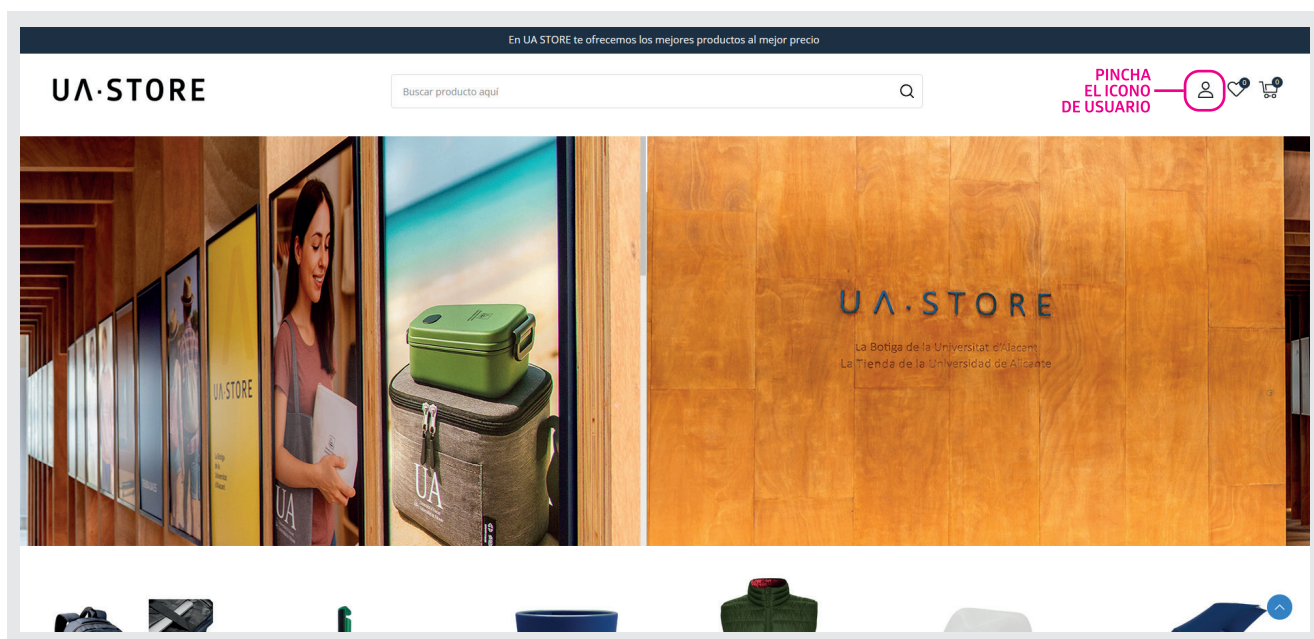 En UA STORE te ofrecemos los mejores productos al mejor precio
UA·STORE
Buscar producto aquí
PINCHA
EL ICONO
DE USUARIO
0
0
UA·STORE
UA
UA
UA·STORE
La Botiga de la Universitat d'Alacant
La Tienda de la Universidad de Alicante